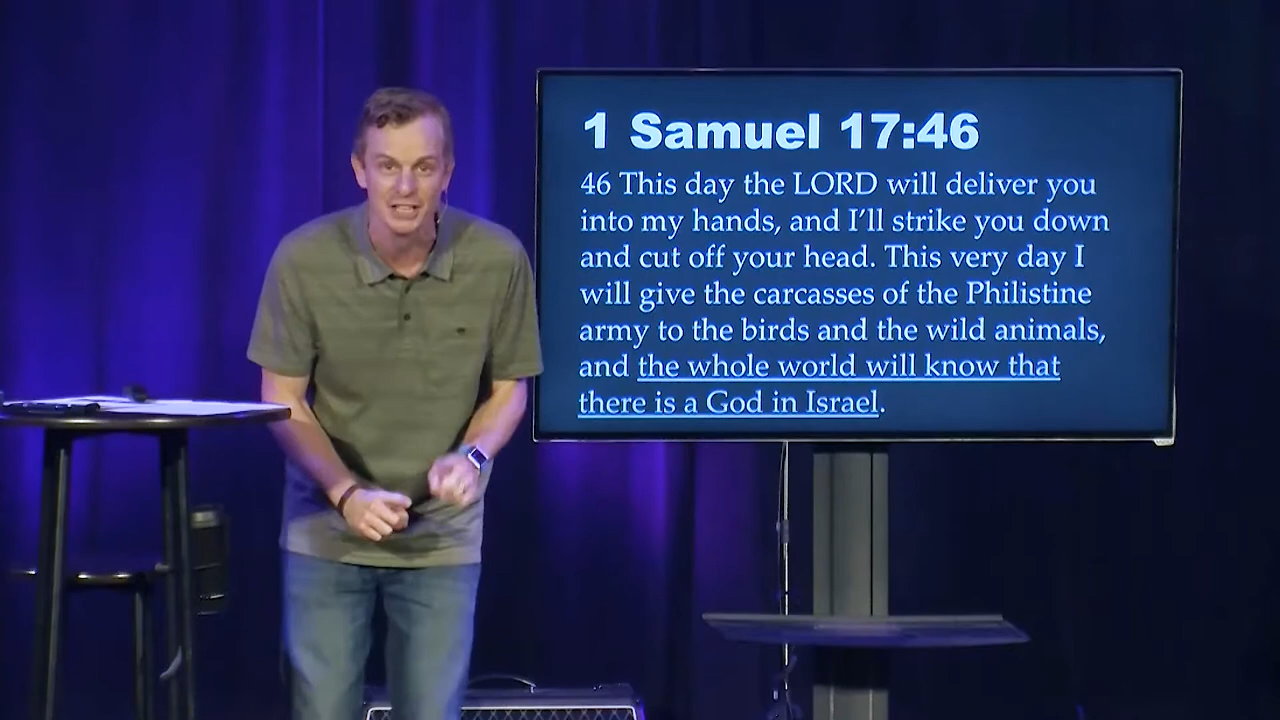 1 Samuel 17:46
46 This day the LORD will deliver you
into my hands, and I’ll strike you down
and cut off your head. This very day I
will give the carcasses of the Philistine
army to the birds and the wild animals,
and the whole world will know that
there is a God in Israel.